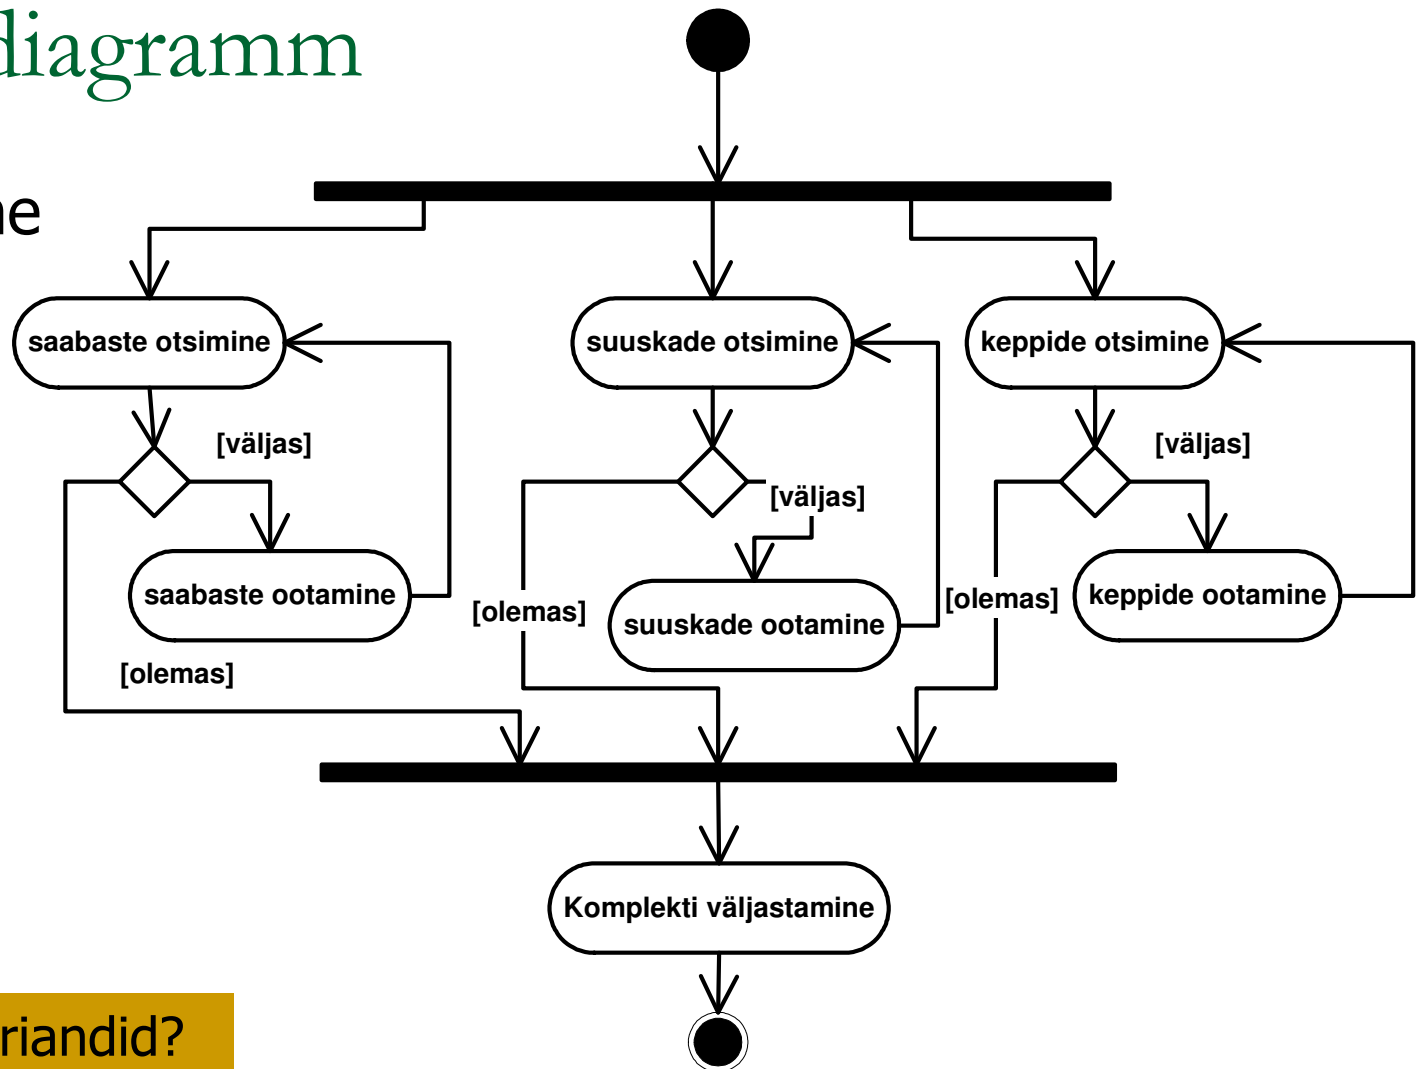 diagramm
ne
saabaste otsimine
suuskade otsimine
keppide otsimine
[väljas]
[väljas]
[väljas]
saabaste ootamine
[olemas]
suuskade ootamine
[olemas]
keppide ootamine
[olemas]
Komplekti väljastamine
riandid?